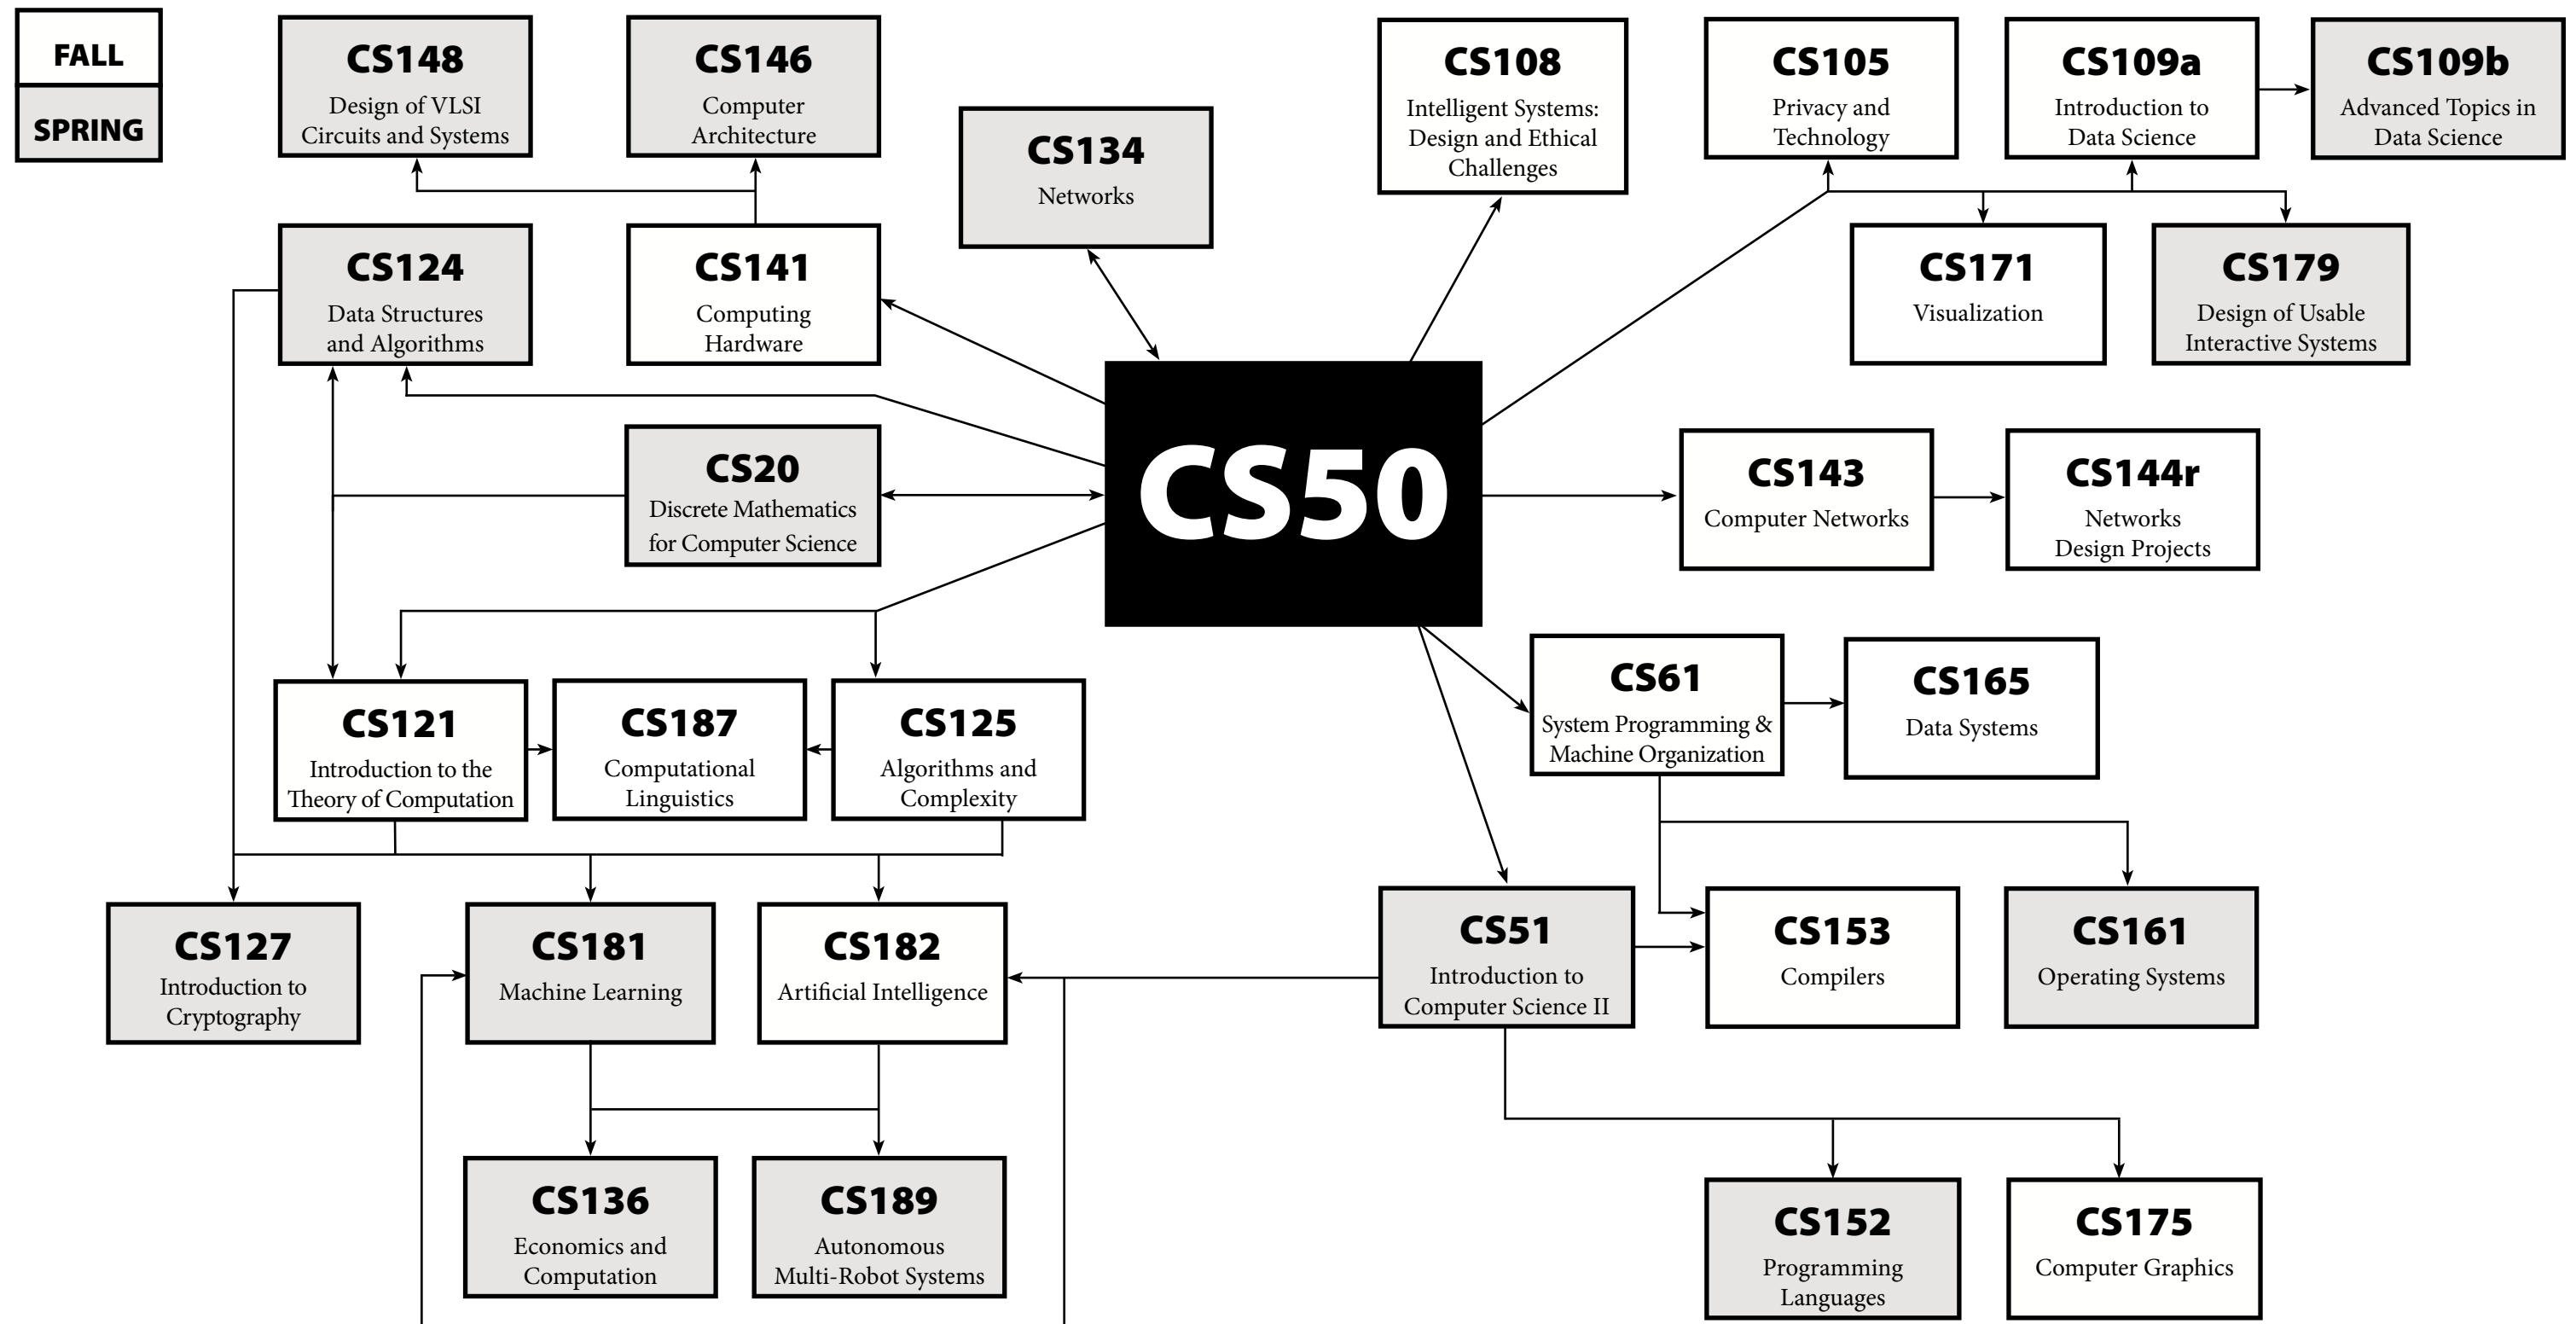 FALL
SPRING
CS148
Design of VLSI
Circuits and Systems
CS146
Computer
Architecture
CS134
Networks
CS108
Intelligent Systems:
Design and Ethical
Challenges
CS105
Privacy and
Technology
CS109a
Introduction to
Data Science
CS109b
Advanced Topics in
Data Science
CS124
Data Structures
and Algorithms
CS141
Computing
Hardware
CS171
Visualization
CS179
Design of Usable
Interactive Systems
CS20
Discrete Mathematics
for Computer Science
CS50
CS143
Computer Networks
CS144r
Networks
Design Projects
CS121
Introduction to the
Theory of Computation
CS187
Computational
Linguistics
CS125
Algorithms and
Complexity
CS61
System Programming &
Machine Organization
CS165
Data Systems
CS127
Introduction to
Cryptography
CS181
Machine Learning
CS182
Artificial Intelligence
CS51
Introduction to
Computer Science II
CS153
Compilers
CS161
Operating Systems
CS136
Economics and
Computation
CS189
Autonomous
Multi-Robot Systems
CS152
Programming
Languages
CS175
Computer Graphics